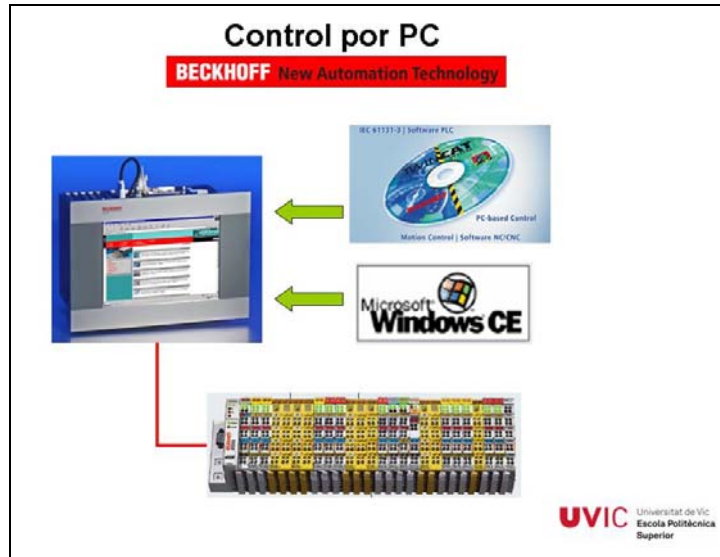 Control por PC
BECKHOFF New Automation Technology
IEC 61131-3 | Software PLC
TwinCAT
PC-based Control
Motion Control | Software NC/CNC
Microsoft
Windows CE
UVIC Universitat de Vic
Escola Politècnica
Superior